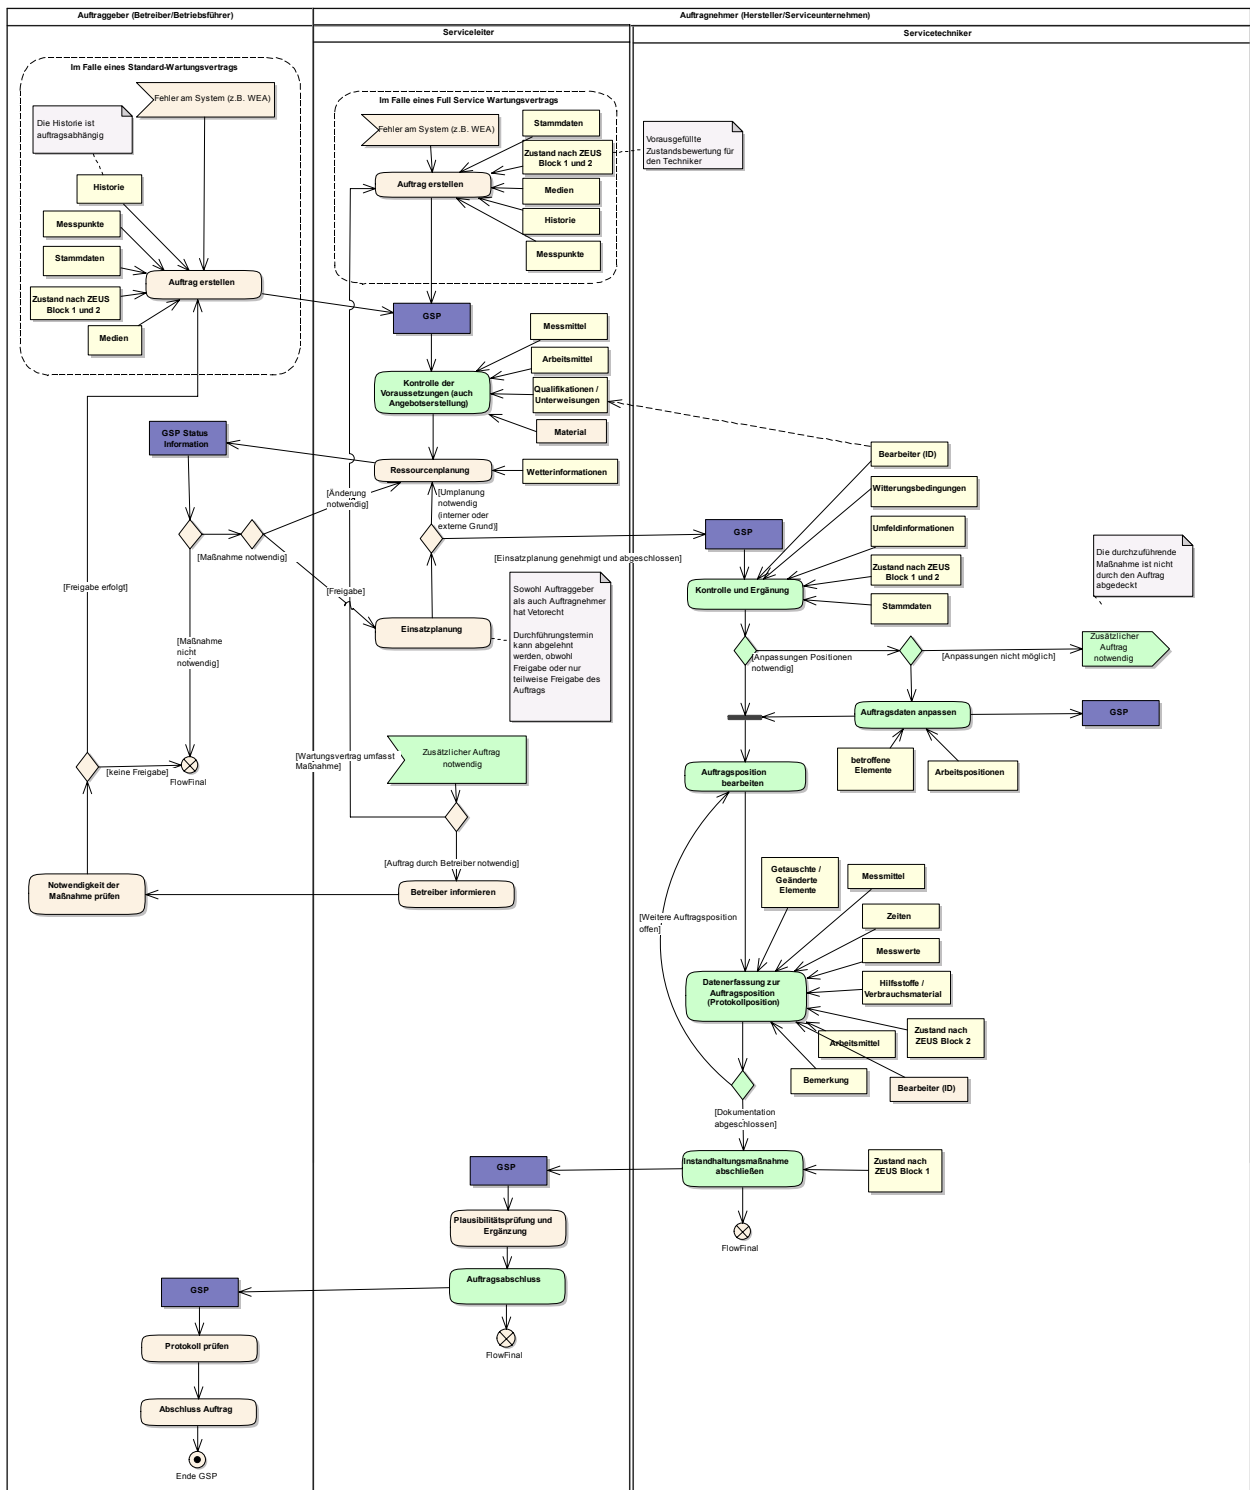 Auftraggeber (Betreiber/Betriebsführer)
Auftragnehmer (Hersteller/Serviceunternehmen)
Serviceleiter
Servicetechniker
Im Falle eines Standard-Wartungsvertrags
Fehler am System (z.B. WEA)
Die Historie ist
auftragsabhängig
Historie
Messpunkte
Stammdaten
Zustand nach ZEUS
Block 1 und 2
Medien
Auftrag erstellen
Im Falle eines Full Service Wartungsvertrags
Fehler am System (z.B. WEA)
Stammdaten
Zustand nach ZEUS
Block 1 und 2
Medien
Historie
Messpunkte
Auftrag erstellen
Vorausgefüllte
Zustandsbewertung für
den Techniker
GSP
Messmittel
Arbeitsmittel
Qualifikationen /
Unterweisungen
Material
Kontrolle der
Voraussetzungen (auch
Angebotserstellung)
GSP Status
Information
Ressourcenplanung
Wetterinformationen
[Änderung
notwendig]
[Umplanung
notwendig
(interner oder
externe Grund)]
[Maßnahme notwendig]
[Einsatzplanung genehmigt und abgeschlossen]
[Freigabe erfolgt]
[Freigabe]
[Maßnahme
nicht
notwendig]
Einsatzplanung
Sowohl Auftraggeber
als auch Auftragnehmer
hat Vetorecht
Durchführungstermin
kann abgelehnt
werden, obwohl
Freigabe oder nur
teilweise Freigabe des
Auftrags
Bearbeiter (ID)
Witterungsbedingungen
Umfeldinformationen
Zustand nach ZEUS
Block 1 und 2
Stammdaten
GSP
Kontrolle und Ergänung
Die durchzuführende
Maßnahme ist nicht
durch den Auftrag
abgedeckt
[Anpassungen Positionen
notwendig]
[Anpassungen nicht möglich]
Zusätzlicher
Auftrag
notwendig
Auftragsdaten anpassen
GSP
betroffene
Elemente
Arbeitspositionen
[keine Freigabe]
FlowFinal
[Wartungsvertrag umfasst
Maßnahme]
Zusätzlicher Auftrag
notwendig
[Auftrag durch Betreiber notwendig]
Betreiber informieren
Notwendigkeit der
Maßnahme prüfen
Auftragsposition
bearbeiten
[Weitere Auftragsposition
offen]
Getauschte /
Geänderte
Elemente
Messmittel
Zeiten
Messwerte
Hilfsstoffe /
Verbrauchsmaterial
Zustand nach
ZEUS Block 2
Arbeitsmittel
Bemerkung
Bearbeiter (ID)
Datenerfassung zur
Auftragsposition
(Protokollposition)
[Dokumentation
abgeschlossen]
Instandhaltungsmaßnahme
abschließen
Zustand nach
ZEUS Block 1
FlowFinal
GSP
Plausibilitätsprüfung und
Ergänzung
Auftragsabschluss
FlowFinal
GSP
Protokoll prüfen
Abschluss Auftrag
Ende GSP